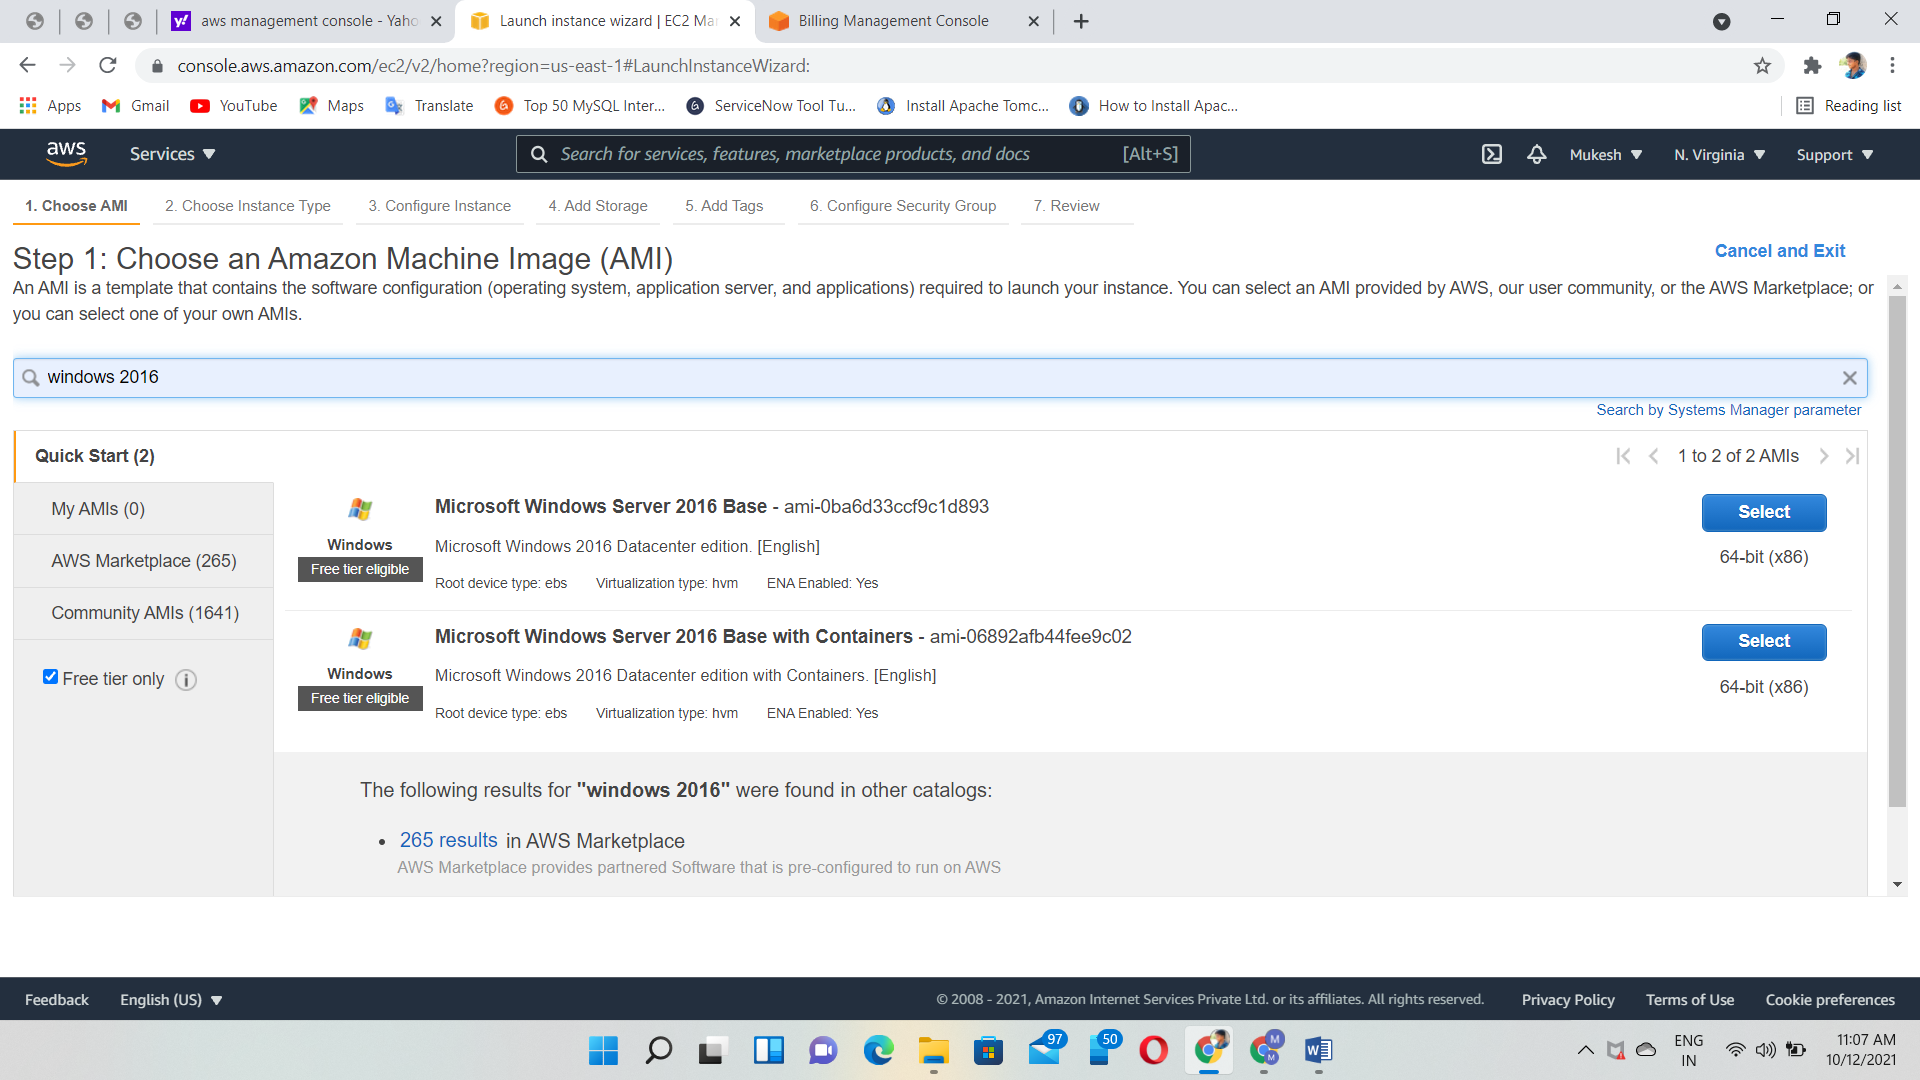 aws management console - Yaho
Launch instance wizard | EC2 Man
Billing Management Console
console.aws.amazon.com/ec2/v2/home?region=us-east-1#LaunchInstanceWizard:
Apps
Gmail
YouTube
Maps
Translate
Top 50 MySQL Inter...
ServiceNow Tool Tu...
Install Apache Tomc...
How to Install Apac...
Reading list
aws
Services
Search for services, features, marketplace products, and docs
[Alt+S]
Mukesh
N. Virginia
Support
1. Choose AMI
2. Choose Instance Type
3. Configure Instance
4. Add Storage
5. Add Tags
6. Configure Security Group
7. Review
Step 1: Choose an Amazon Machine Image (AMI)
Cancel and Exit
An AMI is a template that contains the software configuration (operating system, application server, and applications) required to launch your instance. You can select an AMI provided by AWS, our user community, or the AWS Marketplace; or
you can select one of your own AMIs.
windows 2016
Search by Systems Manager parameter
Quick Start (2)
1 to 2 of 2 AMIs
My AMIs (0)
AWS Marketplace (265)
Community AMIs (1641)
Free tier only
Windows
Free tier eligible
Microsoft Windows Server 2016 Base - ami-0ba6d33ccf9c1d893
Microsoft Windows 2016 Datacenter edition. [English]
Root device type: ebs
Virtualization type: hvm
ENA Enabled: Yes
Select
64-bit (x86)
Windows
Free tier eligible
Microsoft Windows Server 2016 Base with Containers - ami-06892afb44fee9c02
Microsoft Windows 2016 Datacenter edition with Containers. [English]
Root device type: ebs
Virtualization type: hvm
ENA Enabled: Yes
Select
64-bit (x86)
The following results for "windows 2016" were found in other catalogs:
• 265 results in AWS Marketplace
AWS Marketplace provides partnered Software that is pre-configured to run on AWS
Feedback
English (US)
© 2008 - 2021, Amazon Internet Services Private Ltd. or its affiliates. All rights reserved.
Privacy Policy
Terms of Use
Cookie preferences
97
50
M
M
ENG
IN
11:07 AM
10/12/2021